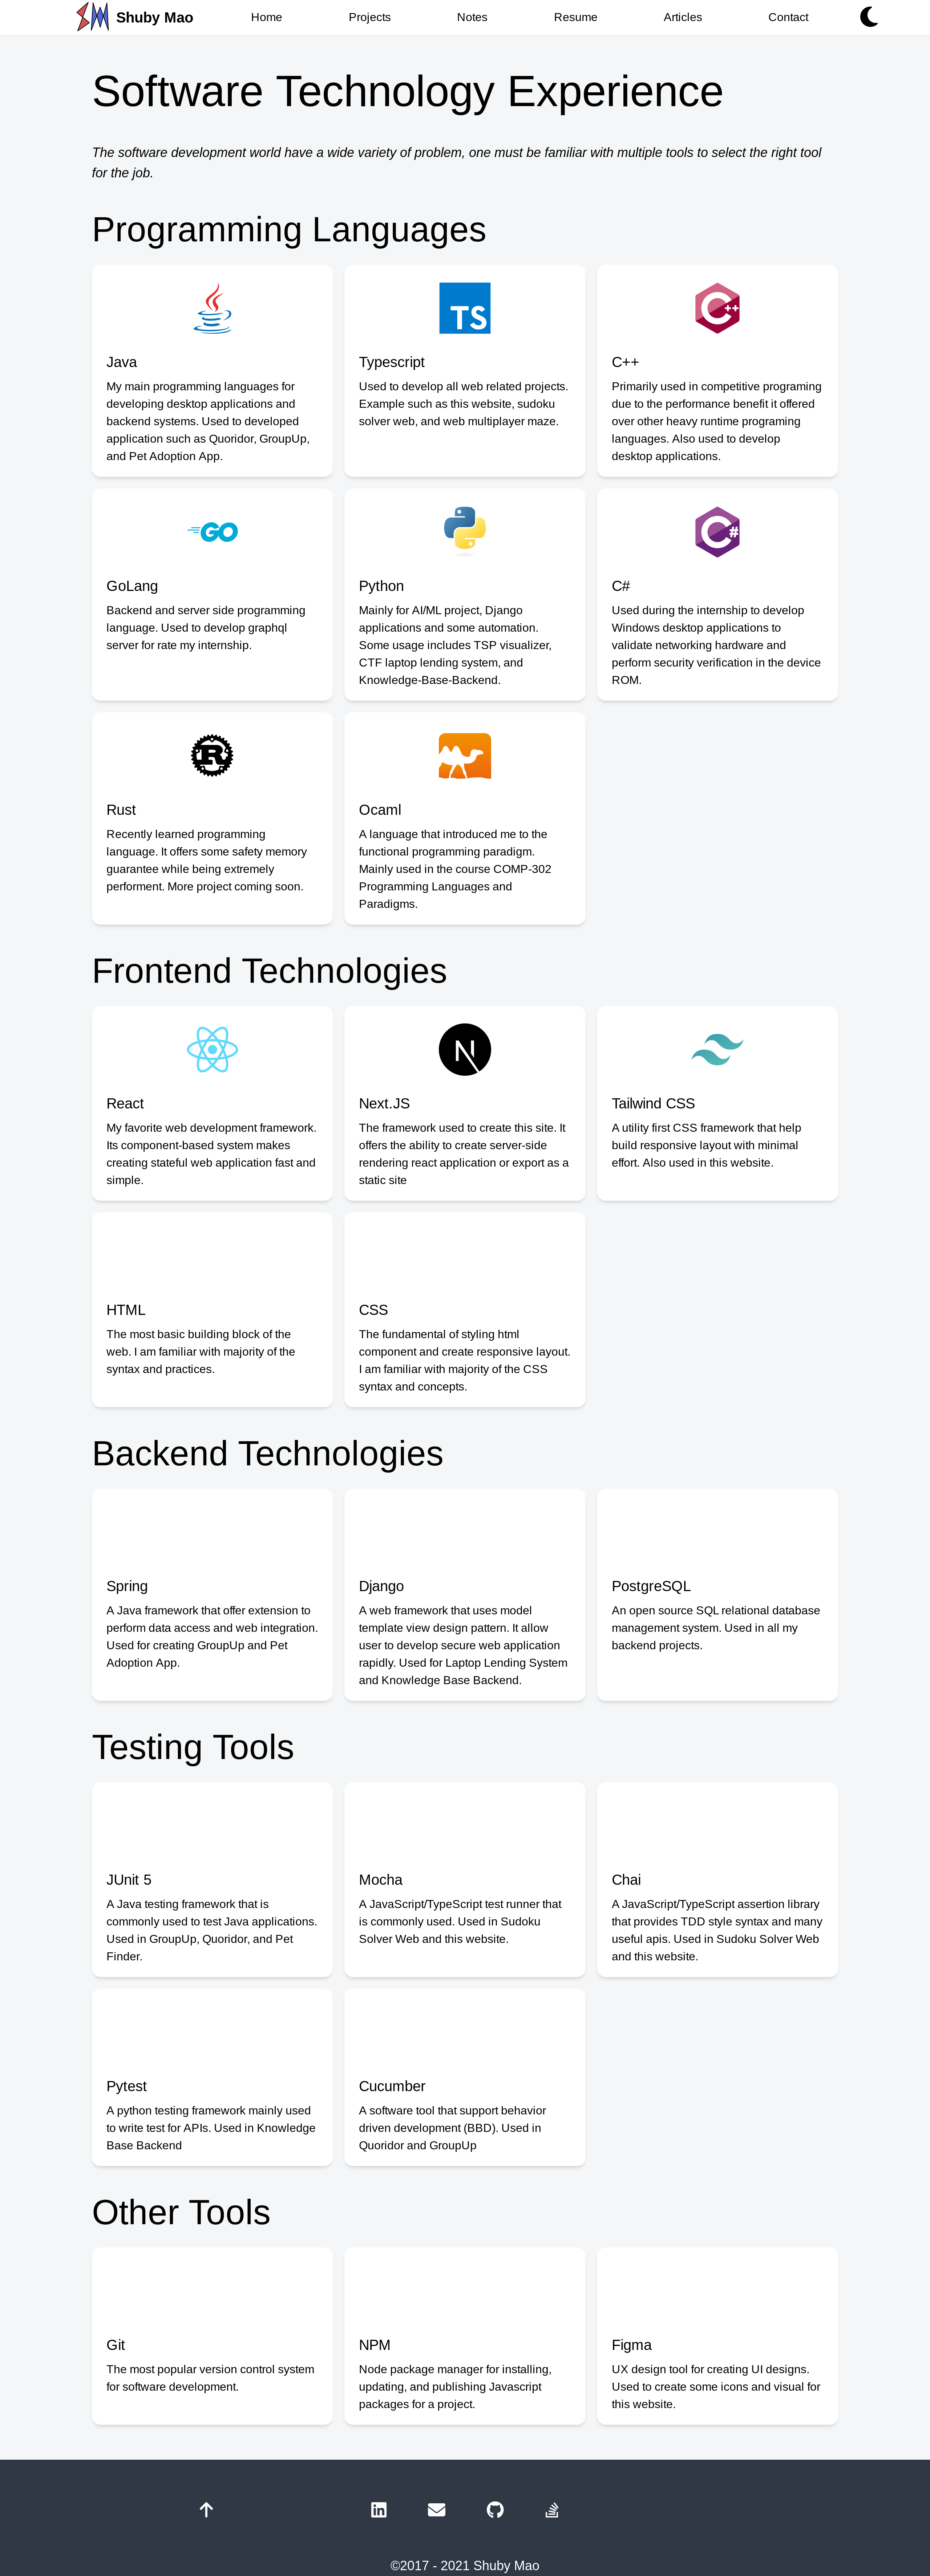 Shuby Mao Home Projects Notes Resume Articles Contact
Software Technology Experience
The software development world have a wide variety of problem, one must be familiar with multiple tools to select the right tool
for the job.
Programming Languages
TS
C++
Java
My main programming languages for
developing desktop applications and
backend systems. Used to developed
application such as Quoridor, GroupUp,
and Pet Adoption App.
Typescript
Used to develop all web related projects.
Example such as this website, sudoku
solver web, and web multiplayer maze.
C++
Primarily used in competitive programing
due to the performance benefit it offered
over other heavy runtime programing
languages. Also used to develop
desktop applications.
GO
C#
GoLang
Backend and server side programming
language. Used to develop graphql
server for rate my internship.
Python
Mainly for AI/ML project, Django
applications and some automation.
Some usage includes TSP visualizer,
CTF laptop lending system, and
Knowledge-Base-Backend.
C#
Used during the internship to develop
Windows desktop applications to
validate networking hardware and
perform security verification in the device
ROM.
R
Rust
Recently learned programming
language. It offers some safety memory
guarantee while being extremely
performent. More project coming soon.
Ocaml
A language that introduced me to the
functional programming paradigm.
Mainly used in the course COMP-302
Programming Languages and
Paradigms.
Frontend Technologies
N
React
My favorite web development framework.
Its component-based system makes
creating stateful web application fast and
simple.
Next.JS
The framework used to create this site. It
offers the ability to create server-side
rendering react application or export as a
static site
Tailwind CSS
A utility first CSS framework that help
build responsive layout with minimal
effort. Also used in this website.
HTML
The most basic building block of the
web. I am familiar with majority of the
syntax and practices.
CSS
The fundamental of styling html
component and create responsive layout.
I am familiar with majority of the CSS
syntax and concepts.
Backend Technologies
Spring
A Java framework that offer extension to
perform data access and web integration.
Used for creating GroupUp and Pet
Adoption App.
Django
A web framework that uses model
template view design pattern. It allow
user to develop secure web application
rapidly. Used for Laptop Lending System
and Knowledge Base Backend.
PostgreSQL
An open source SQL relational database
management system. Used in all my
backend projects.
Testing Tools
JUnit 5
A Java testing framework that is
commonly used to test Java applications.
Used in GroupUp, Quoridor, and Pet
Finder.
Mocha
A JavaScript/TypeScript test runner that
is commonly used. Used in Sudoku
Solver Web and this website.
Chai
A JavaScript/TypeScript assertion library
that provides TDD style syntax and many
useful apis. Used in Sudoku Solver Web
and this website.
Pytest
A python testing framework mainly used
to write test for APIs. Used in Knowledge
Base Backend
Cucumber
A software tool that support behavior
driven development (BBD). Used in
Quoridor and GroupUp
Other Tools
Git
The most popular version control system
for software development.
NPM
Node package manager for installing,
updating, and publishing Javascript
packages for a project.
Figma
UX design tool for creating UI designs.
Used to create some icons and visual for
this website.
©2017 - 2021 Shuby Mao